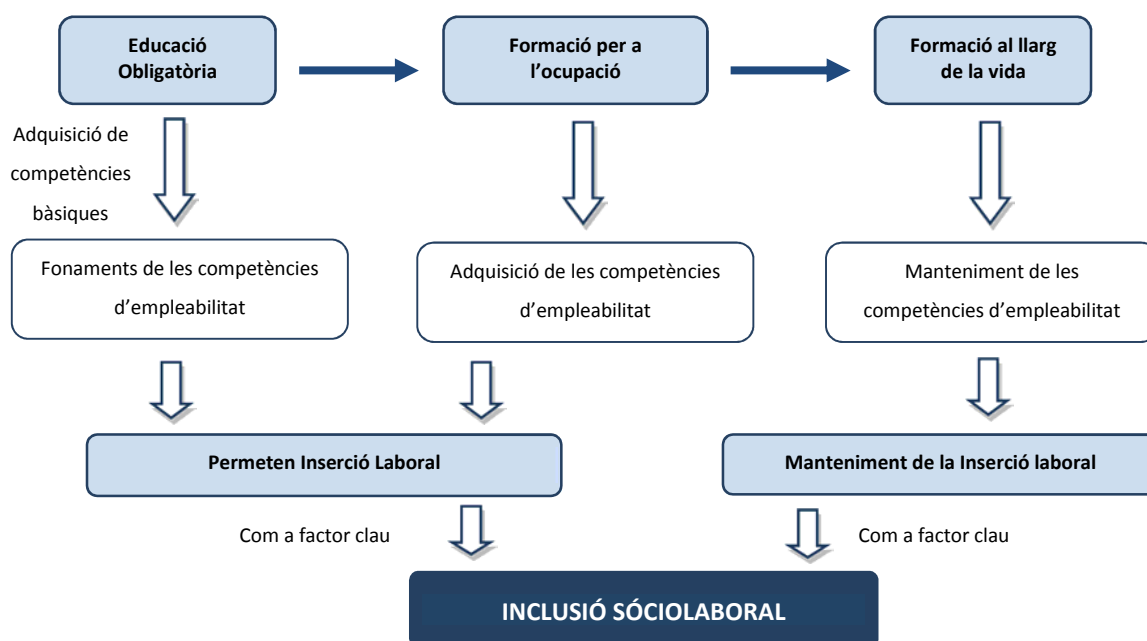 Educació
Obligatòria
Formació per a
l’ocupació
Formació al llarg
de la vida
Adquisició de
competències
bàsiques
Fonaments de les competències
d’empleabilitat
Adquisició de les competències
d’empleabilitat
Manteniment de les
competències d’empleabilitat
Permeten Inserció Laboral
Manteniment de la Inserció laboral
Com a factor clau
Com a factor clau
INCLUSIÓ SÓCIOLABORAL